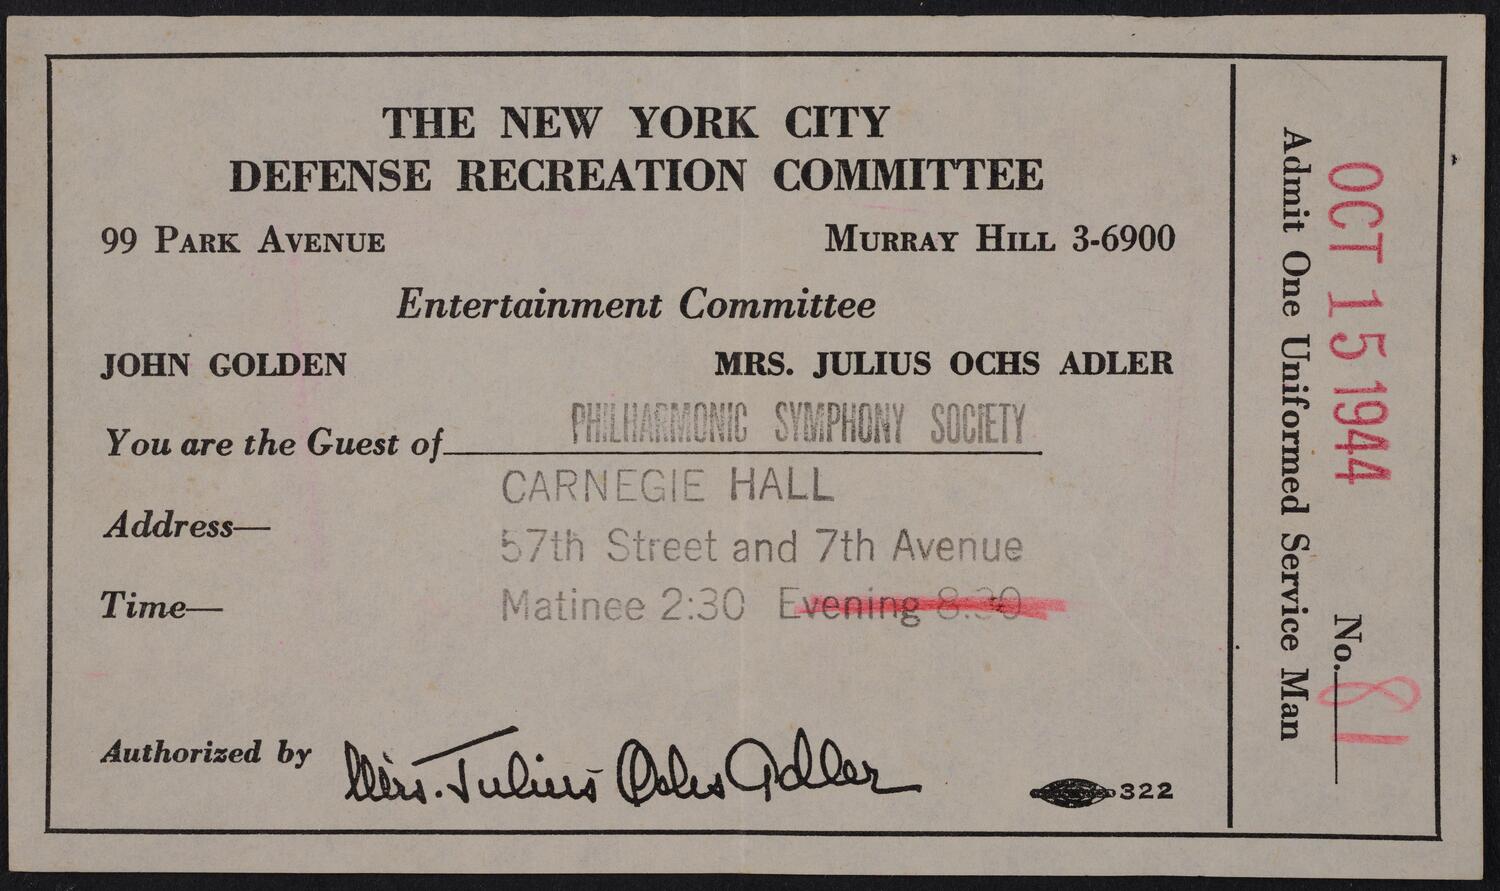 THE NEW YORK CITY
DEFENSE RECREATION COMMITTEE
99 PARK AVENUE MURRAY HILL 3-6900
Entertainment Committee
JOHN GOLDEN MRS. JULIUS OCHS ADLER
You are the Guest of PHILHARMONIC SYMPHONY SOCIETY
CARNEGIE HALL
Address—
57th Street and 7th Avenue
Time— Matinee 2:30 Evening 8:30
Authorized by Mrs. Julius Ochs Adler
322
OCT 15 1944 No. 81
Admit One Uniformed Service Man